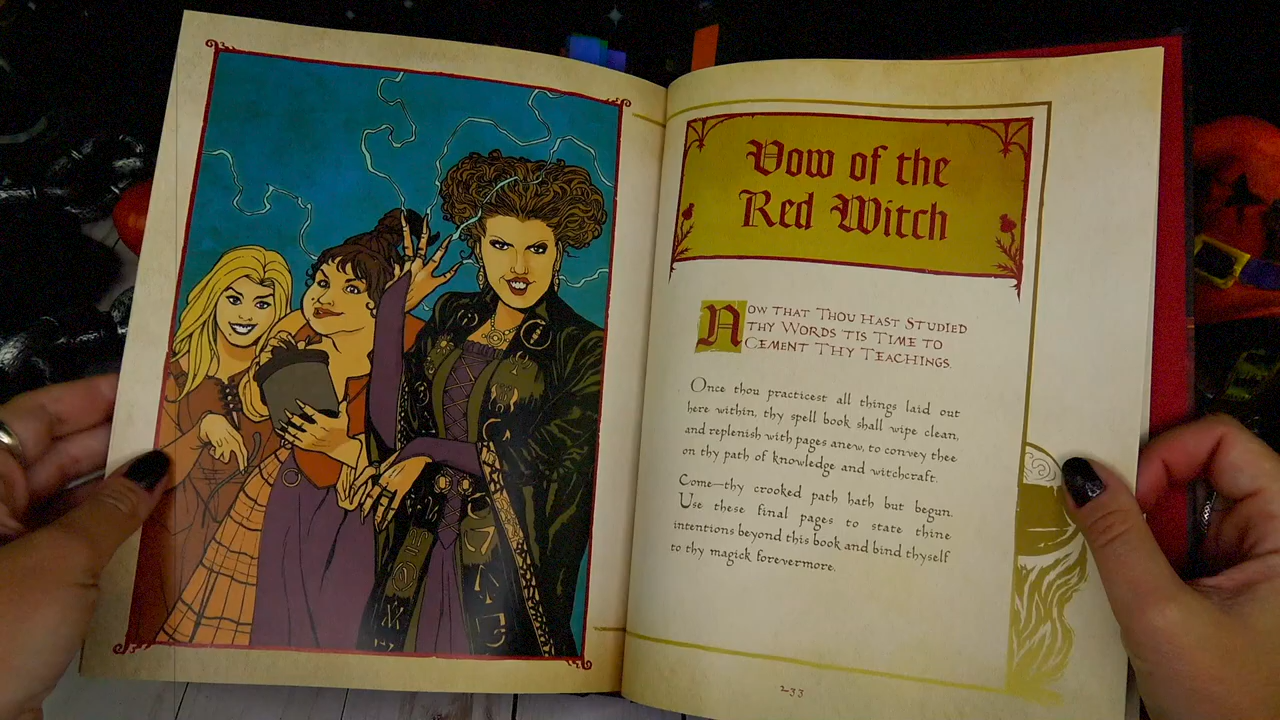 Vow of the
Red Witch
NOW THAT THOU HAST STUDIED
THY WORDS 'TIS TIME TO
CEMENT THY TEACHINGS.
Once thou practicest all things laid out
here within, thy spell book shall wipe clean,
and replenish with pages anew, to convey thee
on thy path of knowledge and witchcraft.
Come—thy crooked path hath but begun.
Use these final pages to state thine
intentions beyond this book and bind thyself
to thy magick forevermore.
233